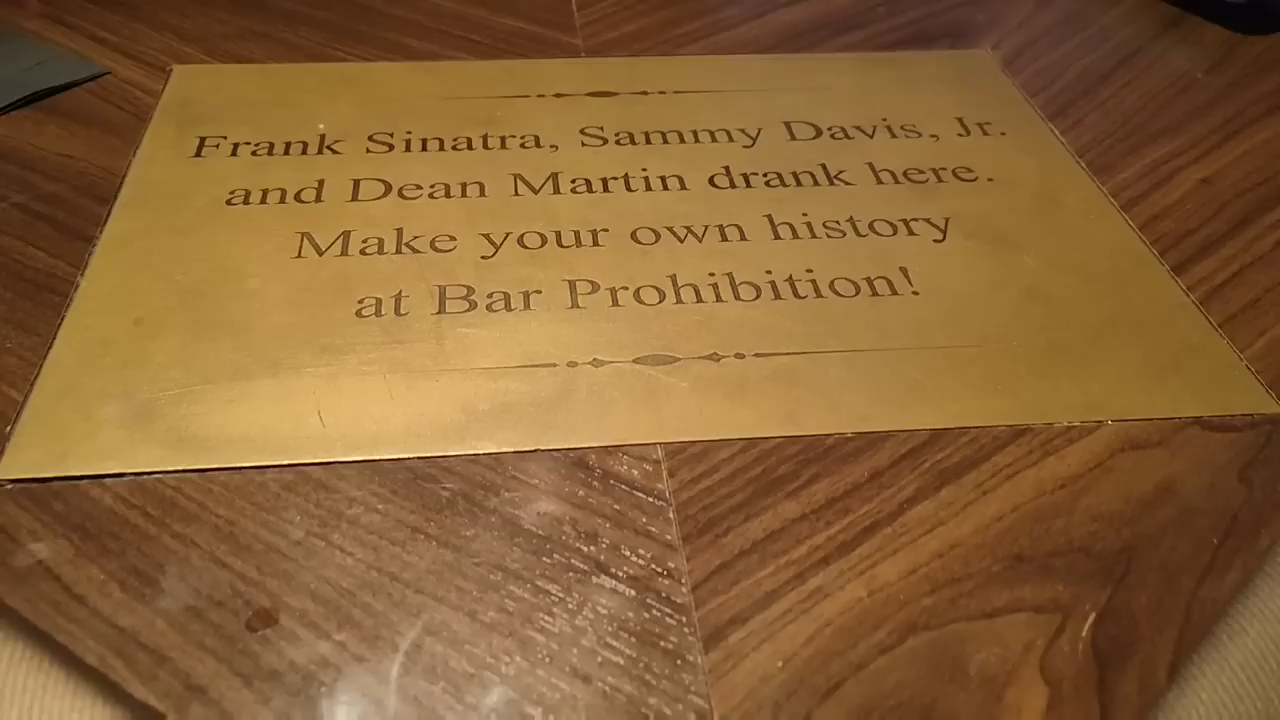 Frank Sinatra, Sammy Davis, Jr.
and Dean Martin drank here.
Make your own history
at Bar Prohibition!